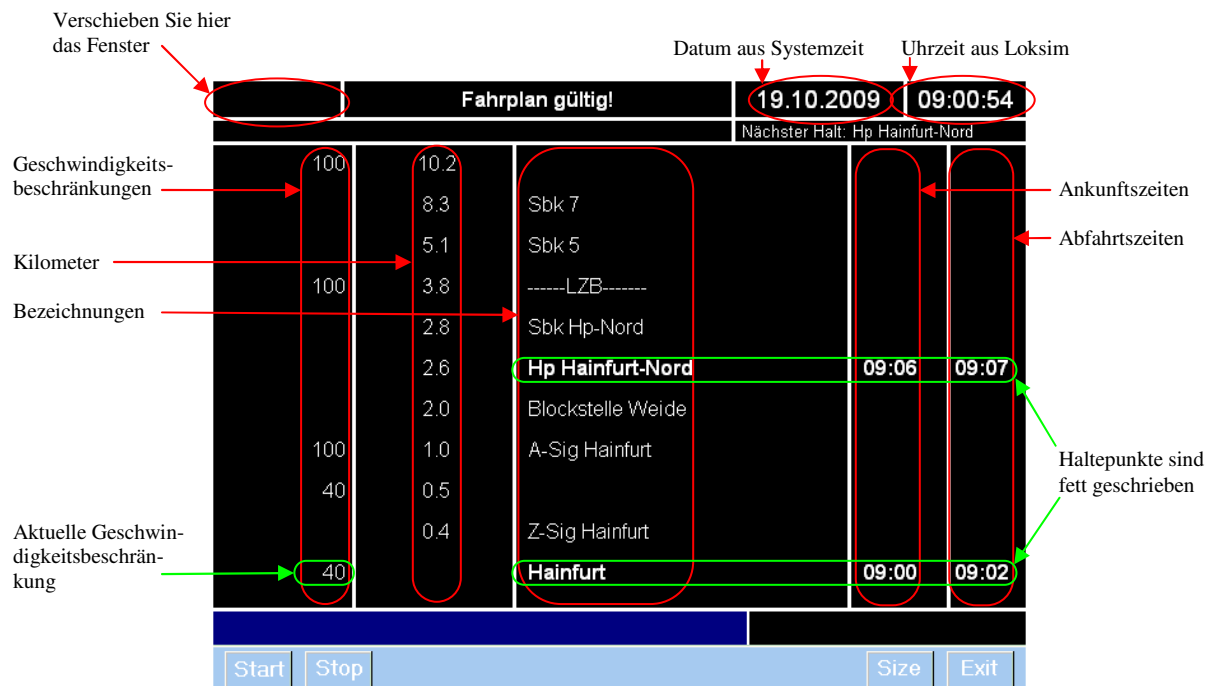 Verschieben Sie hier
das Fenster
Datum aus Systemzeit
Uhrzeit aus Loksim
Fahrplan gültig!
19.10.2009
09:00:54
Nächster Halt: Hp Hainfurt-Nord
Geschwindigkeits-
beschränkungen
Kilometer
Bezeichnungen
Aktuelle Geschwin-
digkeitsbeschrän-
kung
100 10.2
8.3 Sbk 7
5.1 Sbk 5
100 3.8 ------LZB-------
2.8 Sbk Hp-Nord
2.6 Hp Hainfurt-Nord 09:06 09:07
2.0 Blockstelle Weide
100 1.0 A-Sig Hainfurt
40 0.5
0.4 Z-Sig Hainfurt
40 Hainfurt 09:00 09:02
Ankunftszeiten
Abfahrtszeiten
Haltepunkte sind
fett geschrieben
Start Stop Size Exit